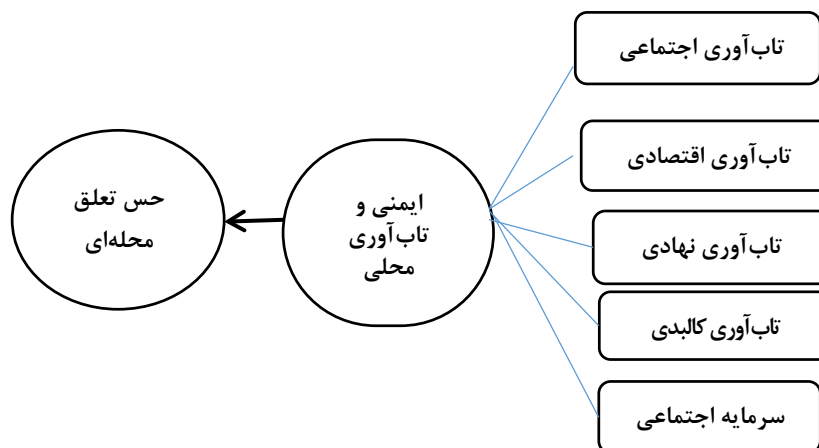 تاب‌آوری اجتماعی
تاب‌آوری اقتصادی
تاب‌آوری نهادی
تاب‌آوری کالبدی
سرمایه اجتماعی
ایمنی و
تاب‌آوری
محلی
حس تعلق
محله‌ای